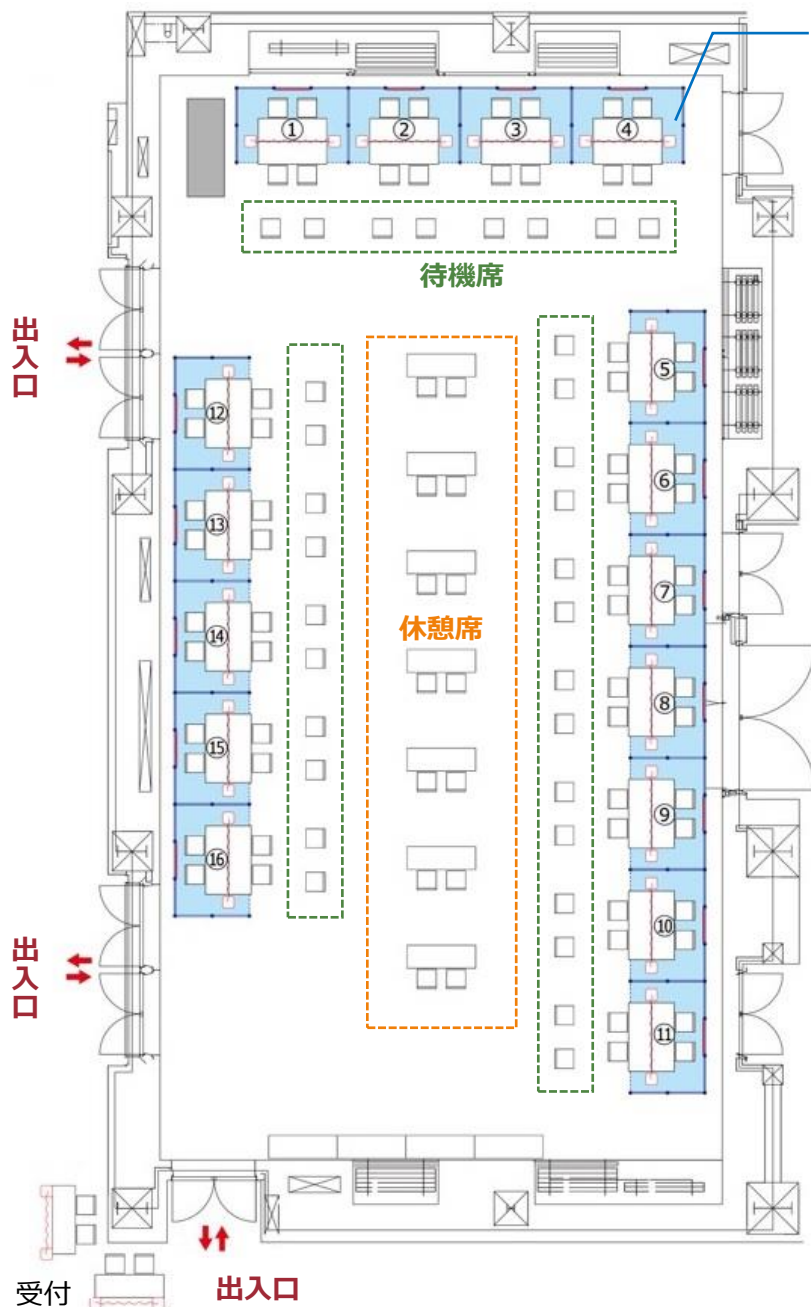 ①
②
③
④
待機席
出入口
⑤
⑫
⑥
⑬
⑦
休憩席
⑭
⑧
⑮
⑨
⑯
⑩
出入口
⑪
受付
出入口